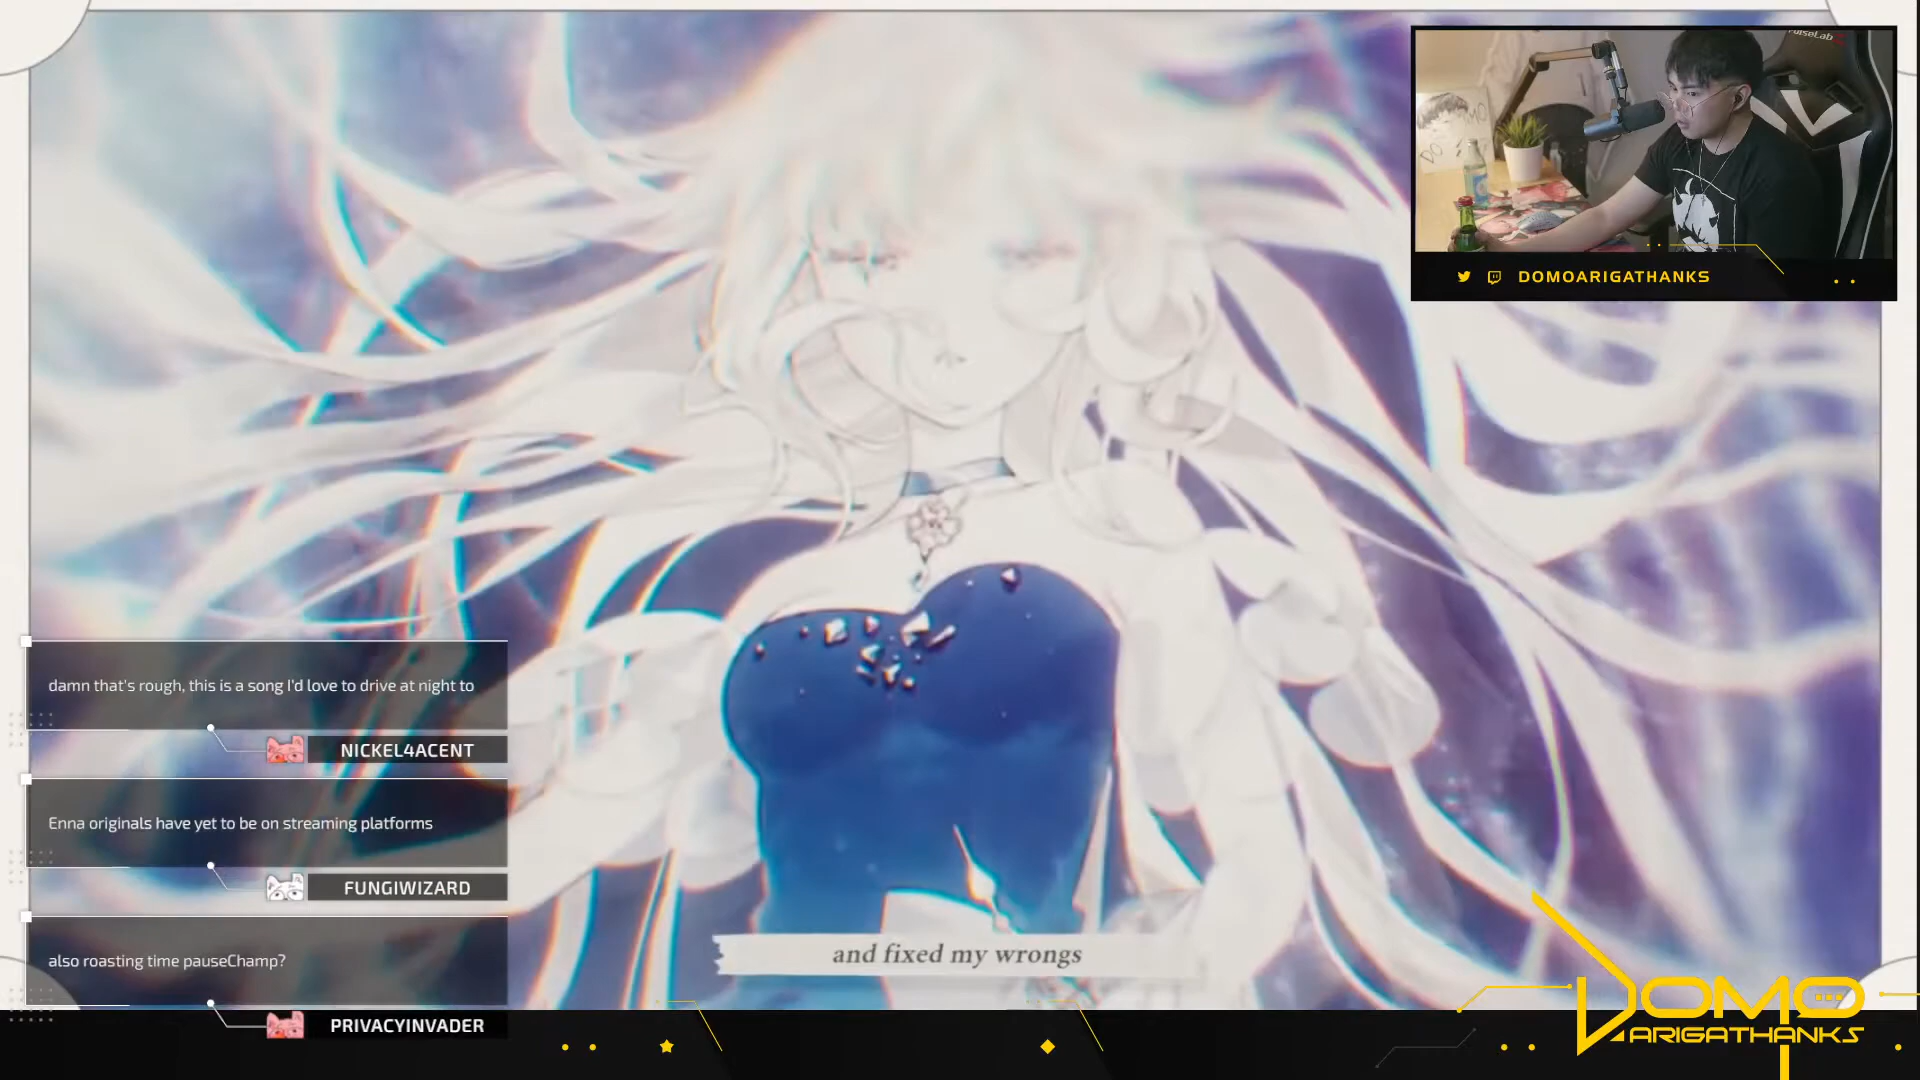 PulseLab
DOMOARIGATHANKS
damn that's rough, this is a song I'd love to drive at night to
NICKEL4ACENT
Enna originals have yet to be on streaming platforms
FUNGIWIZARD
also roasting time pauseChamp?
PRIVACYINVADER
and fixed my wrongs
DOMO
ARIGATHANKS